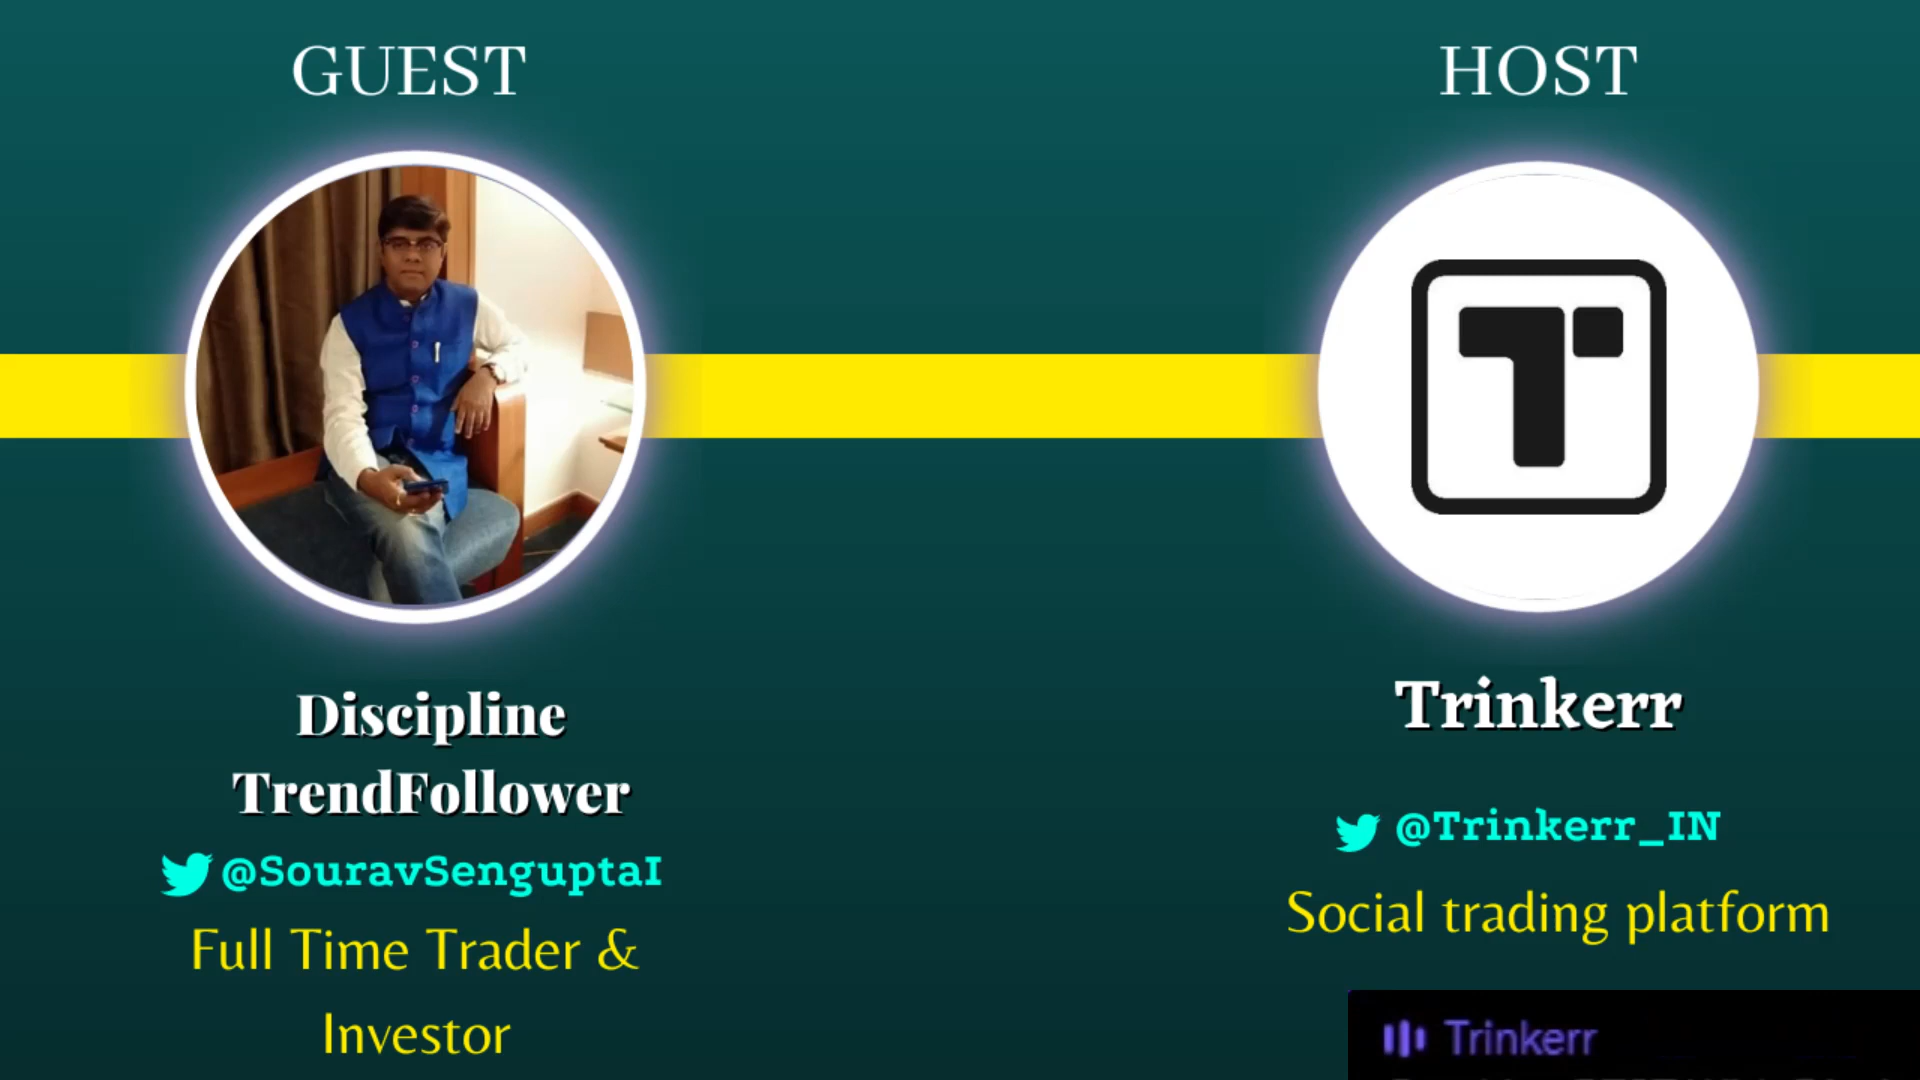 GUEST
HOST
Discipline
TrendFollower
@SouravSenguptaI
Full Time Trader &
Investor
Trinkerr
@Trinkerr_IN
Social trading platform
Trinkerr